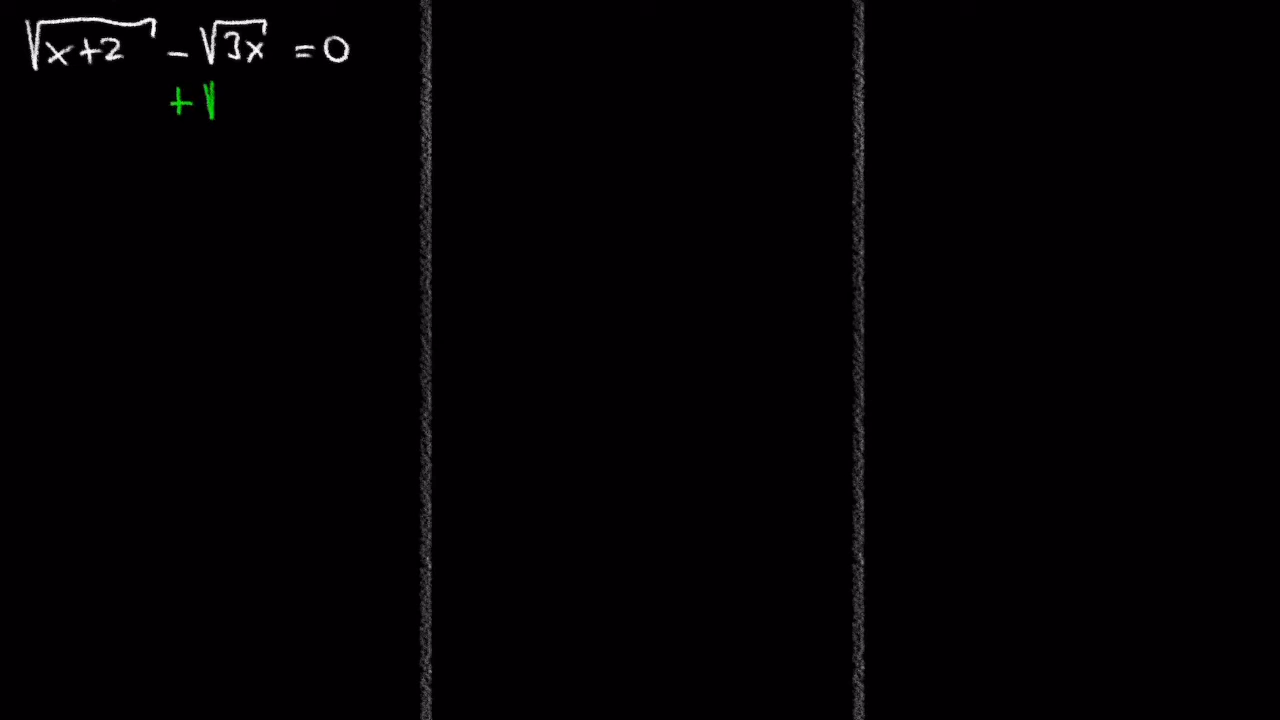 √(x+2) - √(3x) = 0
+ √